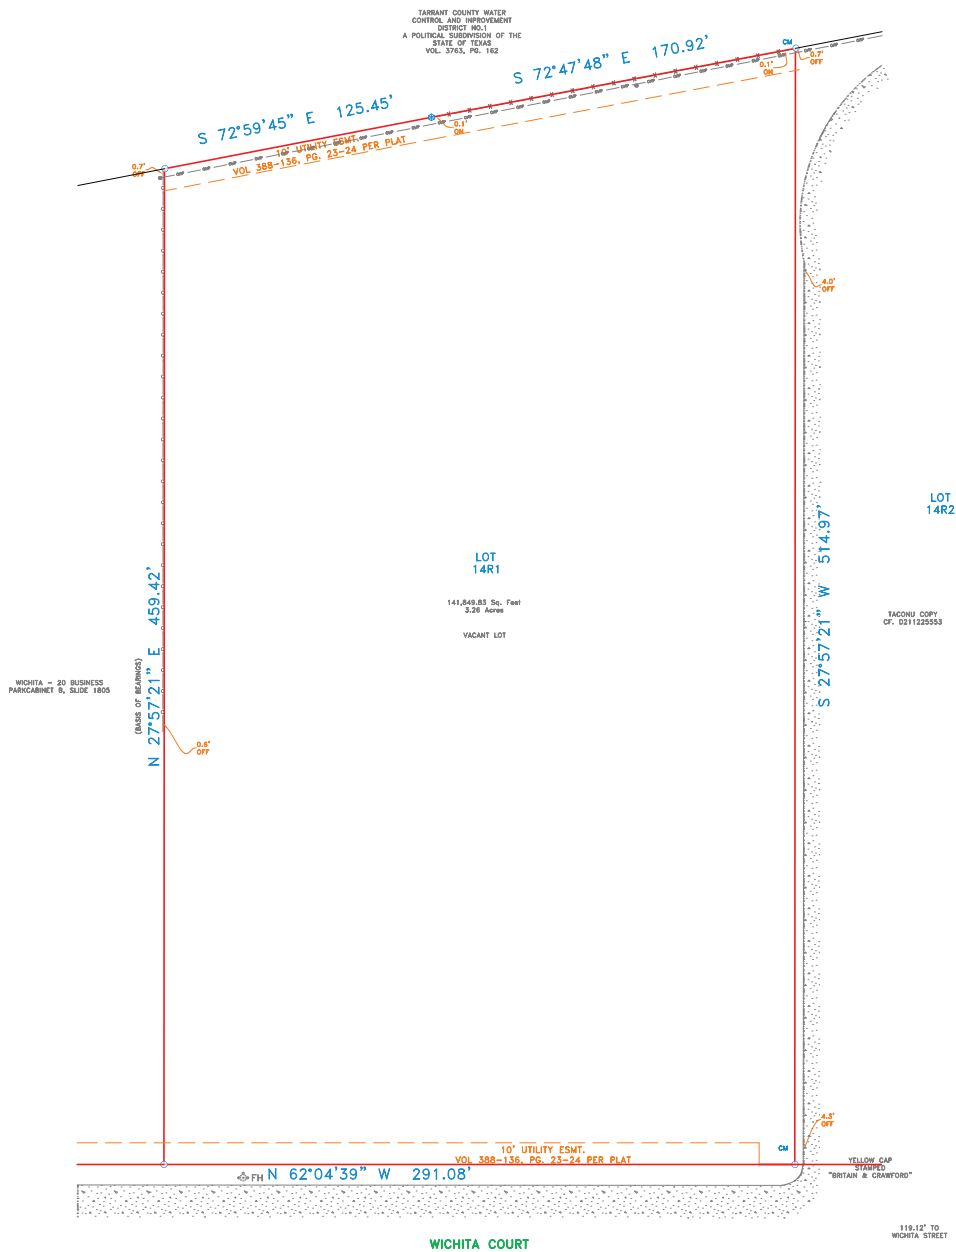 TARRANT COUNTY WATER
CONTROL AND INPROVEMENT
DISTRICT NO.1
A POLITICAL SUBDIVISION OF THE
STATE OF TEXAS
VOL. 3763, PG. 162
CM
0.7'
OFF
0.1'
ON
S 72°47'48" E 170.92'
S 72°59'45" E 125.45'
0.1'
ON
10' UTILITY ESMT.
VOL 388-136, PG. 23-24 PER PLAT
0.7'
OFF
4.0'
OFF
LOT
14R2
S 27°57'21" W 514.97'
LOT
14R1
141,849.83 Sq. Feet
3.26 Acres
VACANT LOT
TACONU COPY
CF. D211225553
N 27°57'21" E 459.42'
(BASIS OF BEARINGS)
WICHITA - 20 BUSINESS
PARKCABINET B, SLIDE 1805
0.6'
OFF
4.3'
OFF
CM
10' UTILITY ESMT.
VOL 388-136, PG. 23-24 PER PLAT
YELLOW CAP
STAMPED
"BRITAIN & CRAWFORD"
FH
N 62°04'39" W 291.08'
119.12' TO
WICHITA STREET
WICHITA COURT